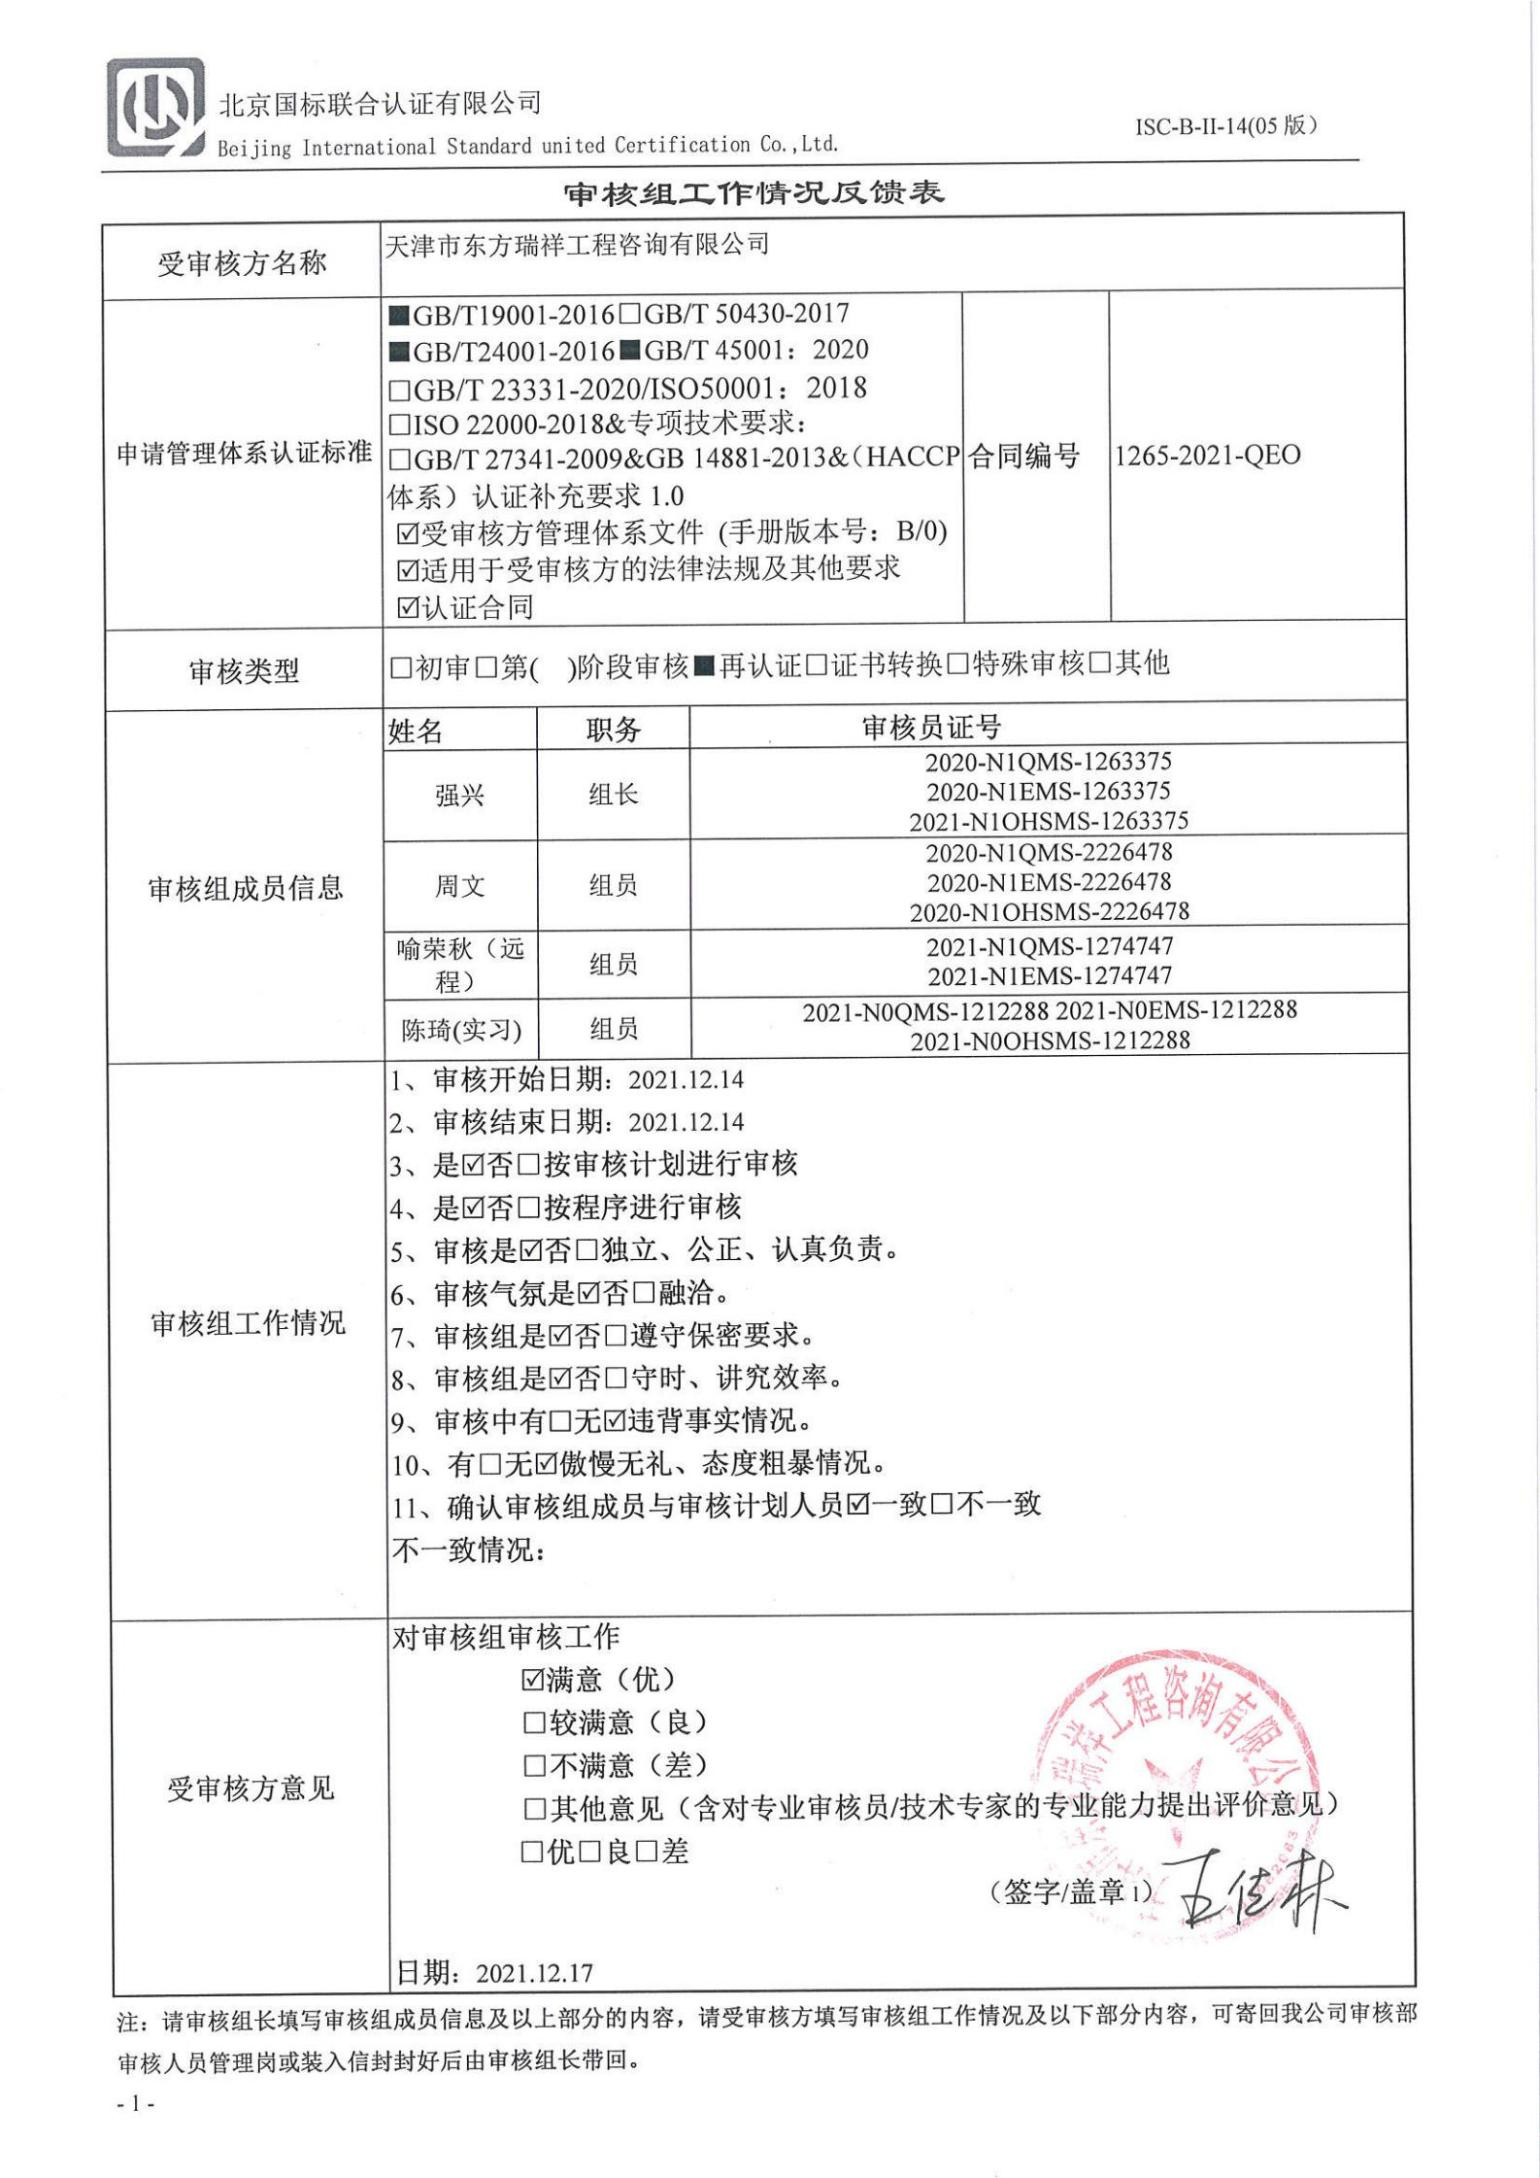 北京国标联合认证有限公司
Beijing International Standard united Certification Co.,Ltd.
ISC-B-II-14(05 版)
审核组工作情况反馈表
受审核方名称
天津市东方瑞祥工程咨询有限公司
申请管理体系认证标准
■GB/T19001-2016□GB/T 50430-2017
■GB/T24001-2016■GB/T 45001：2020
□GB/T 23331-2020/ISO50001：2018
□ISO 22000-2018&专项技术要求：
□GB/T 27341-2009&GB 14881-2013&（HACCP
体系）认证补充要求 1.0
☑受审核方管理体系文件 (手册版本号：B/0)
☑适用于受审核方的法律法规及其他要求
☑认证合同
合同编号
1265-2021-QEO
审核类型
□初审□第( )阶段审核■再认证□证书转换□特殊审核□其他
审核组成员信息
姓名 职务 审核员证号
强兴 组长
2020-N1QMS-1263375
2020-N1EMS-1263375
2021-N1OHSMS-1263375
周文 组员
2020-N1QMS-2226478
2020-N1EMS-2226478
2020-N1OHSMS-2226478
喻荣秋（远
程）
组员
2021-N1QMS-1274747
2021-N1EMS-1274747
陈琦(实习) 组员
2021-N0QMS-1212288 2021-N0EMS-1212288
2021-N0OHSMS-1212288
审核组工作情况
1、审核开始日期：2021.12.14
2、审核结束日期：2021.12.14
3、是☑否□按审核计划进行审核
4、是☑否□按程序进行审核
5、审核是☑否□独立、公正、认真负责。
6、审核气氛是☑否□融洽。
7、审核组是☑否□遵守保密要求。
8、审核组是☑否□守时、讲究效率。
9、审核中有□无☑违背事实情况。
10、有□无☑傲慢无礼、态度粗暴情况。
11、确认审核组成员与审核计划人员☑一致□不一致
不一致情况：
受审核方意见
对审核组审核工作
☑满意（优）
□较满意（良）
□不满意（差）
□其他意见（含对专业审核员/技术专家的专业能力提出评价意见）
□优□良□差
（签字/盖章 1）
王佳林
瑞祥工程咨询有限公
日期：2021.12.17
注：请审核组长填写审核组成员信息及以上部分的内容，请受审核方填写审核组工作情况及以下部分内容，可寄回我公司审核部
审核人员管理岗或装入信封封好后由审核组长带回。
- 1 -